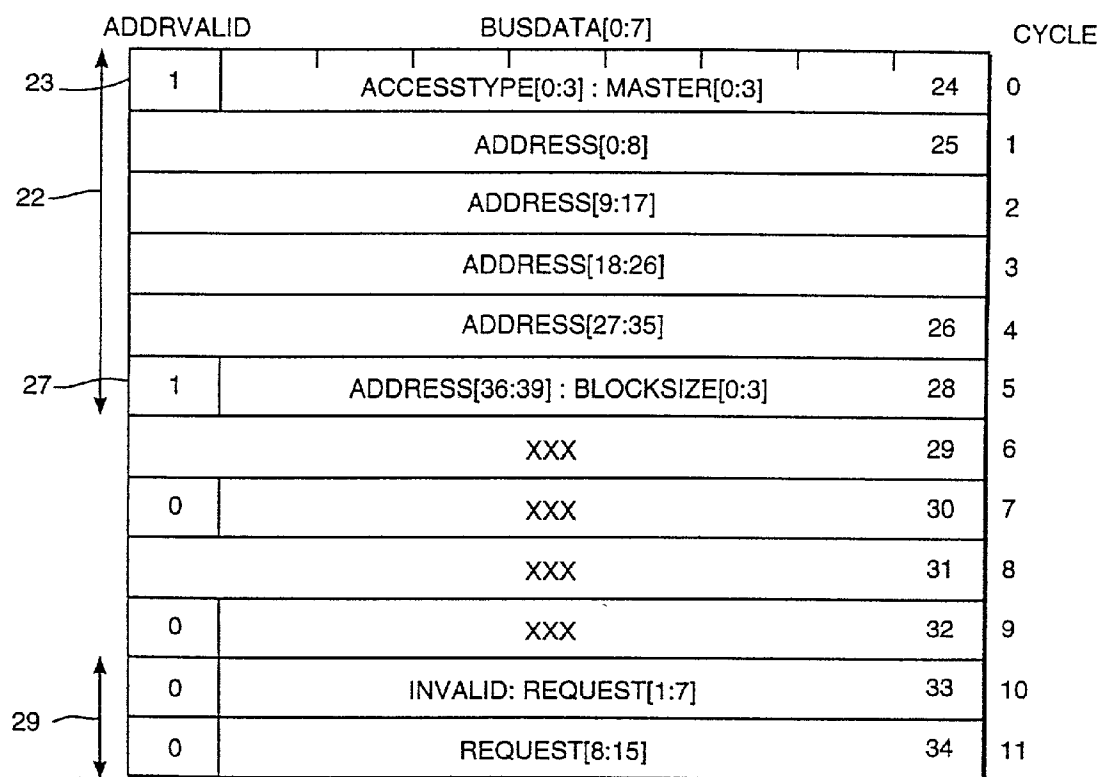 ADDRVALID BUSDATA[0:7] CYCLE
23 1 ACCESSTYPE[0:3] : MASTER[0:3] 24 0
ADDRESS[0:8] 25 1
22 ADDRESS[9:17] 2
ADDRESS[18:26] 3
ADDRESS[27:35] 26 4
27 1 ADDRESS[36:39] : BLOCKSIZE[0:3] 28 5
XXX 29 6
0 XXX 30 7
XXX 31 8
0 XXX 32 9
0 INVALID: REQUEST[1:7] 33 10
29 0 REQUEST[8:15] 34 11